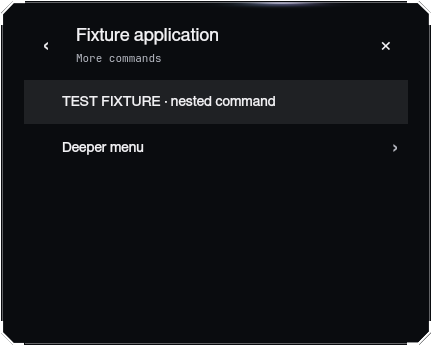 Fixture application
More commands
TEST FIXTURE · nested command
Deeper menu